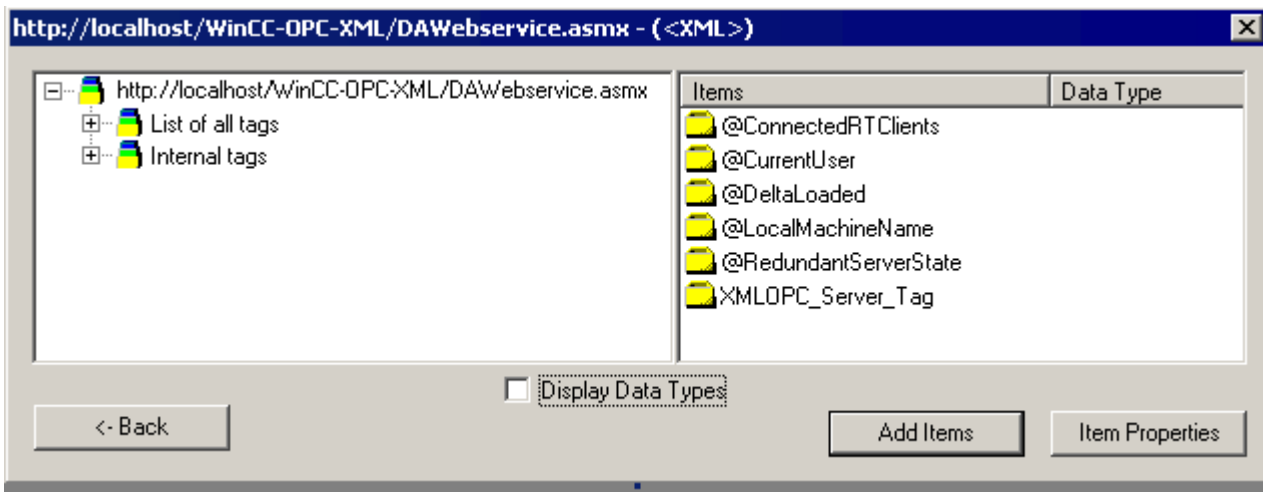 http://localhost/WinCC-OPC-XML/DAWebservice.asmx - (<XML>)
http://localhost/WinCC-OPC-XML/DAWebservice.asmx
List of all tags
Internal tags
Items Data Type
@ConnectedRTClients
@CurrentUser
@DeltaLoaded
@LocalMachineName
@RedundantServerState
XMLOPC_Server_Tag
Display Data Types
<- Back
Add Items
Item Properties